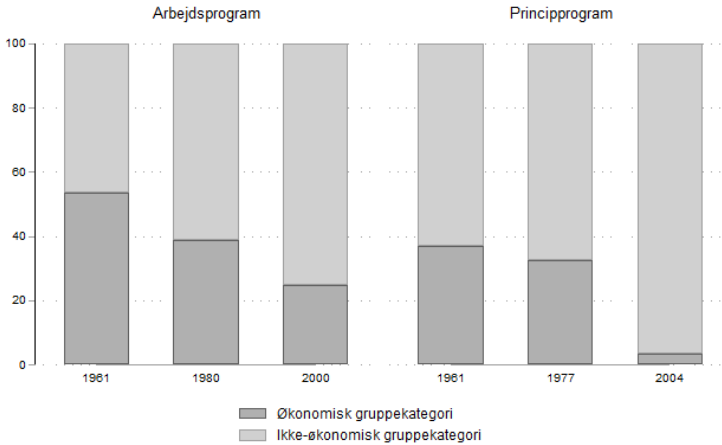 Arbejdsprogram Principprogram
100
80
60
40
20
0
1961 1980 2000 1961 1977 2004
Økonomisk gruppekategori
Ikke-økonomisk gruppekategori